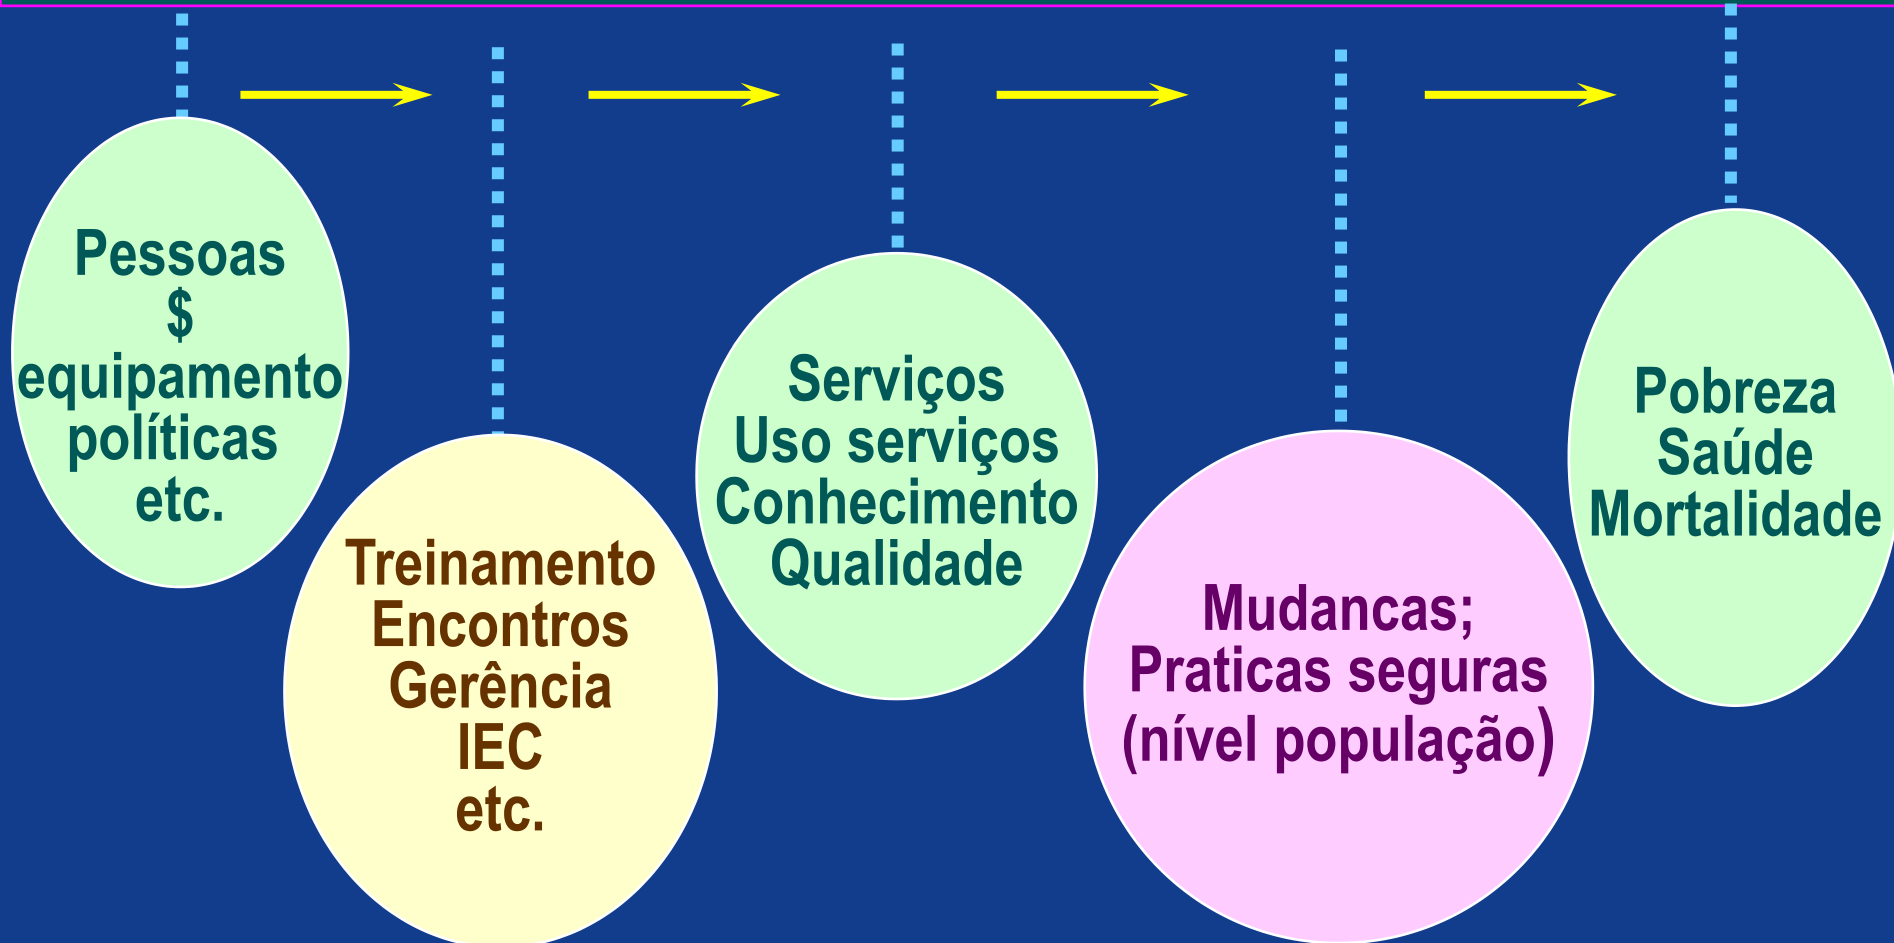 Pessoas
$
equipamento
políticas
etc.
Treinamento
Encontros
Gerência
IEC
etc.
Serviços
Uso serviços
Conhecimento
Qualidade
Mudancas;
Praticas seguras
(nível população)
Pobreza
Saúde
Mortalidade